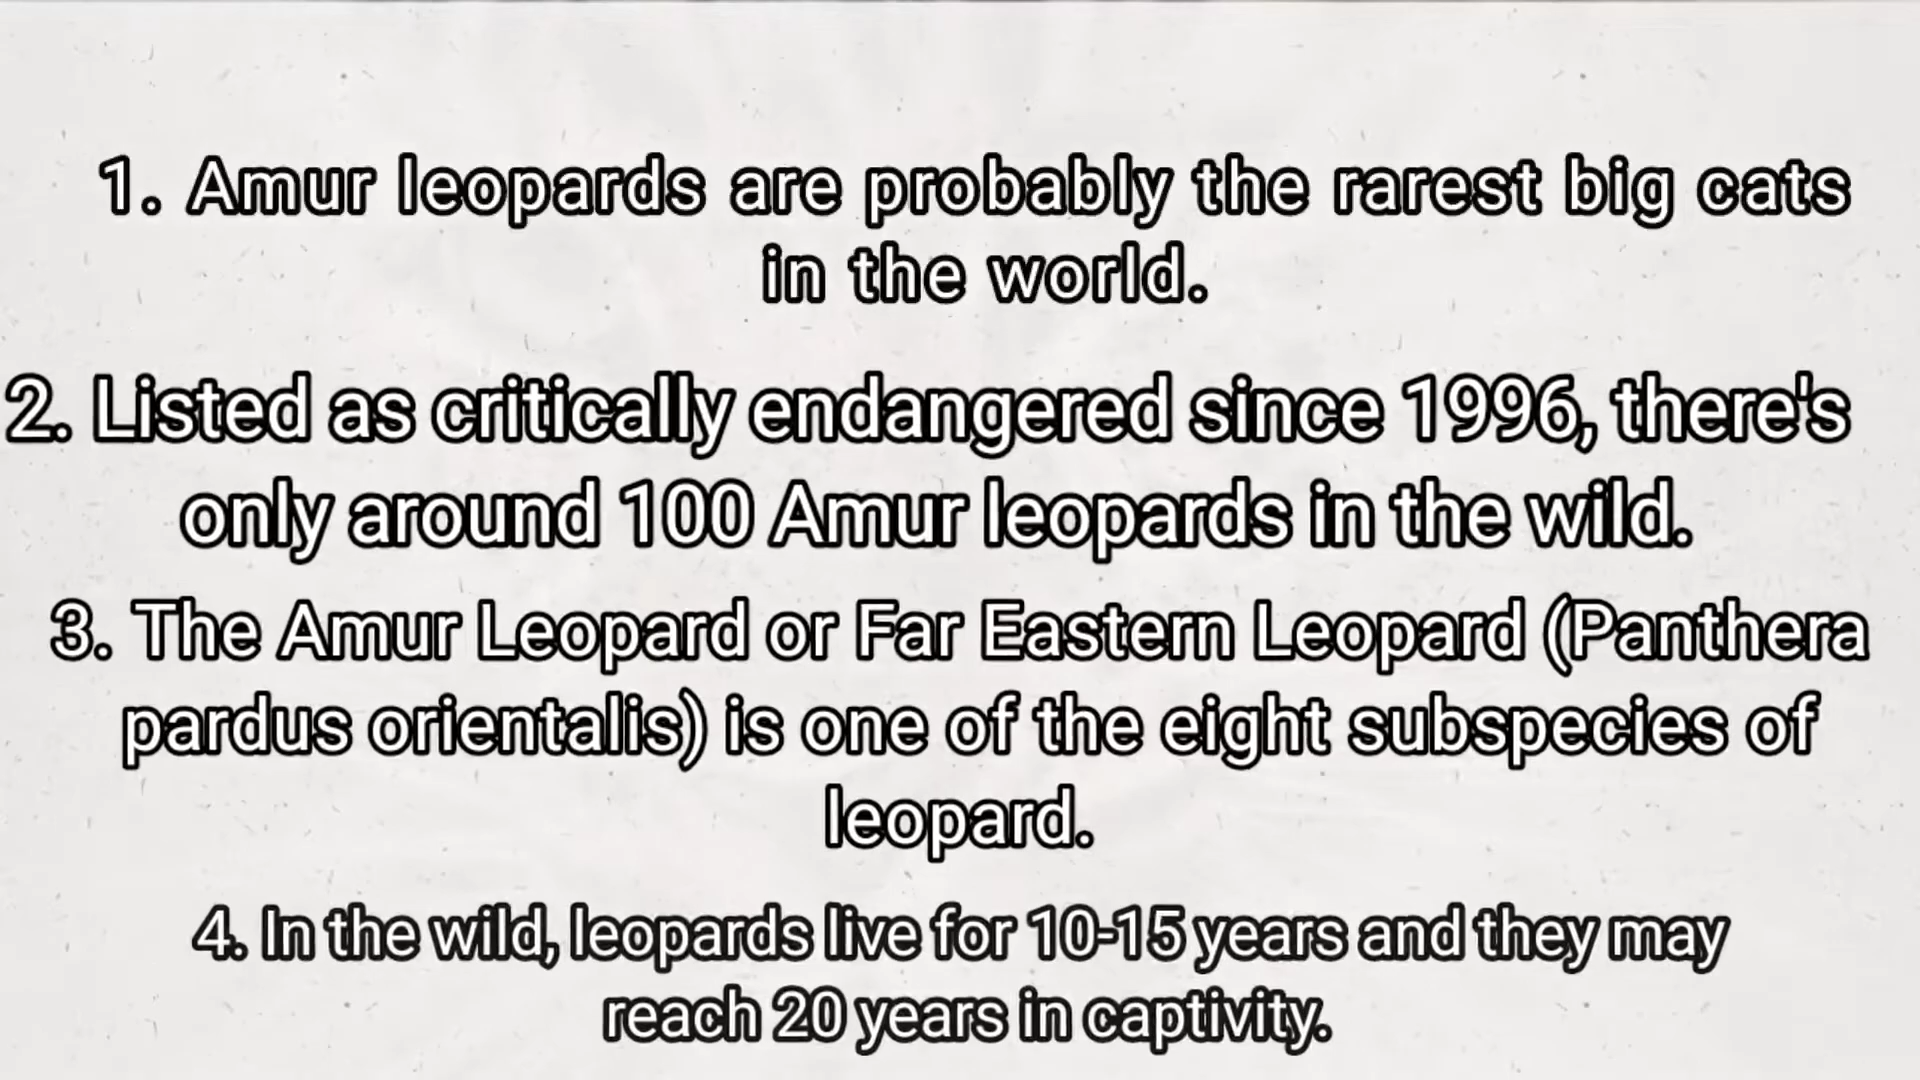 1. Amur leopards are probably the rarest big cats
in the world.
2. Listed as critically endangered since 1996, there's
only around 100 Amur leopards in the wild.
3. The Amur Leopard or Far Eastern Leopard (Panthera
pardus orientalis) is one of the eight subspecies of
leopard.
4. In the wild, leopards live for 10-15 years and they may
reach 20 years in captivity.